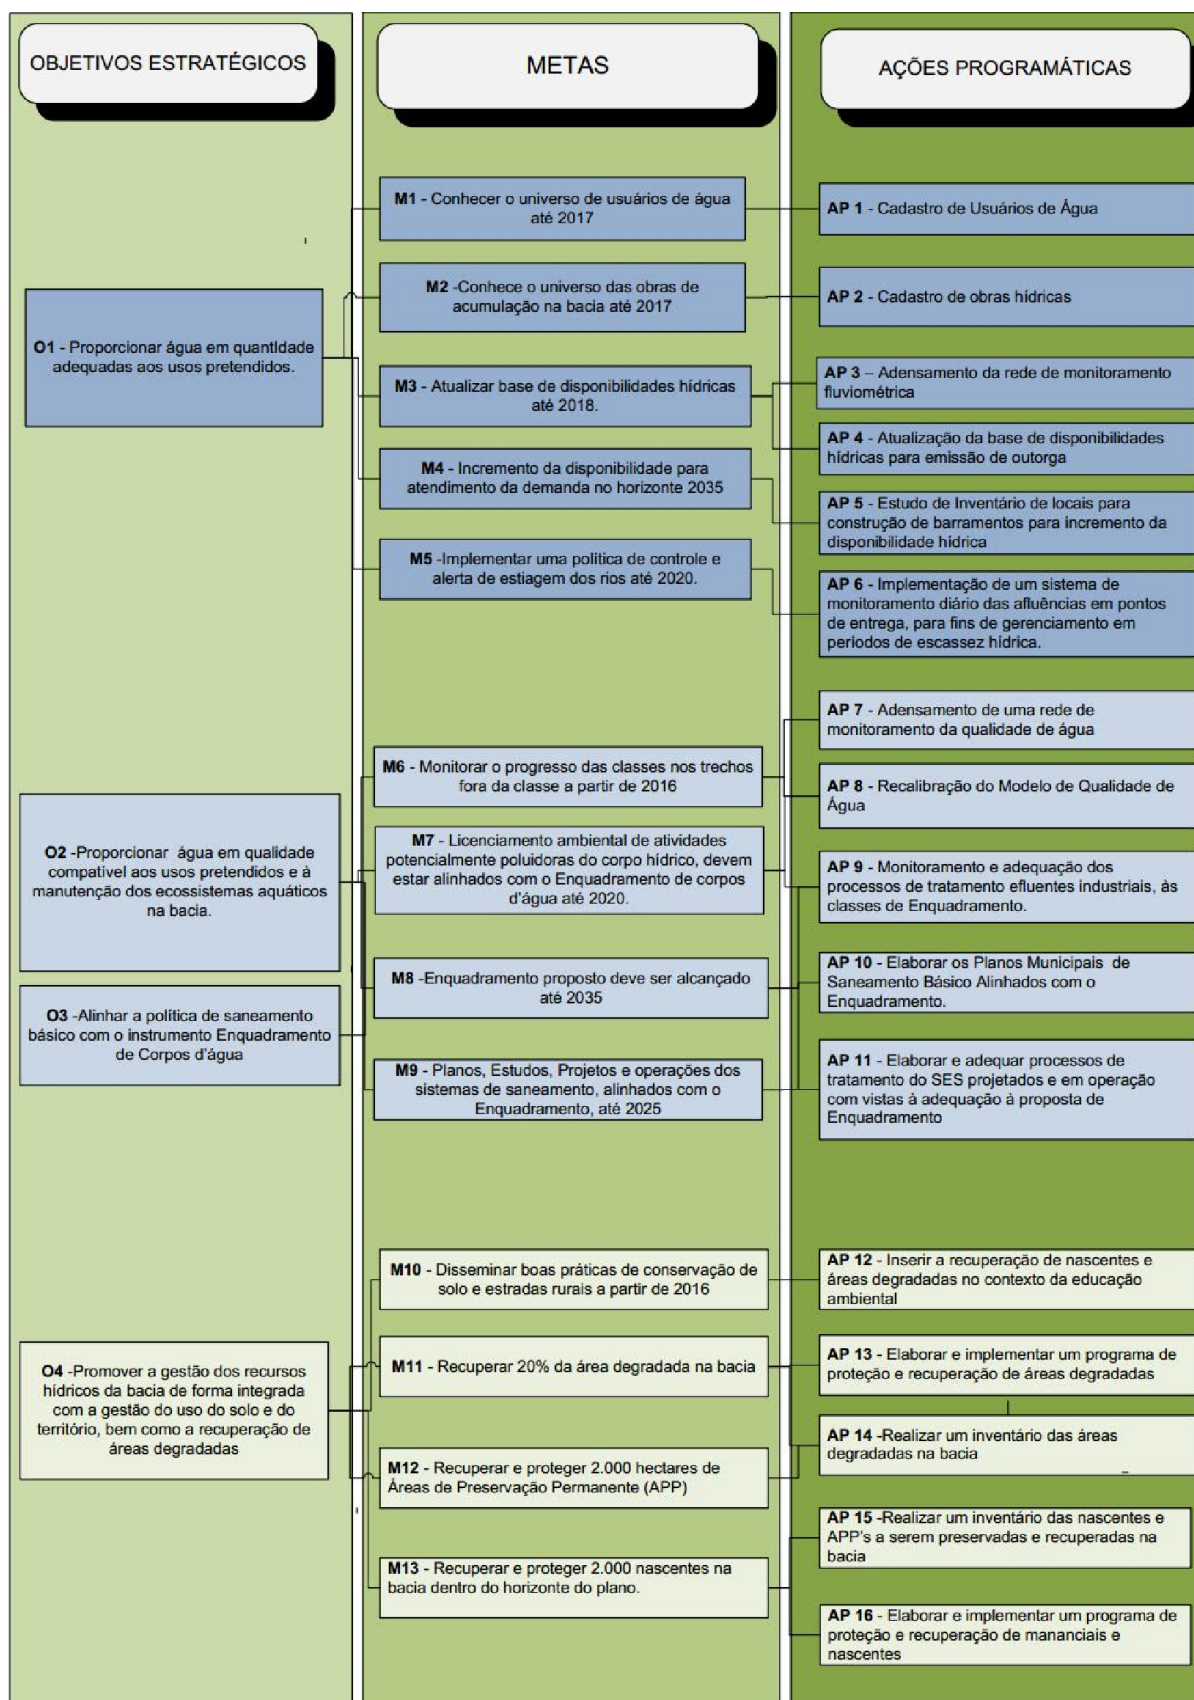 OBJETIVOS ESTRATÉGICOS
METAS
AÇÕES PROGRAMÁTICAS
O1 - Proporcionar água em quantidade
adequadas aos usos pretendidos.
O2 -Proporcionar água em qualidade
compatível aos usos pretendidos e à
manutenção dos ecossistemas aquáticos
na bacia.
O3 -Alinhar a política de saneamento
básico com o instrumento Enquadramento
de Corpos d'água
O4 -Promover a gestão dos recursos
hídricos da bacia de forma integrada
com a gestão do uso do solo e do
território, bem como a recuperação de
áreas degradadas
M1 - Conhecer o universo de usuários de água
até 2017
M2 -Conhece o universo das obras de
acumulação na bacia até 2017
M3 - Atualizar base de disponibilidades hídricas
até 2018.
M4 - Incremento da disponibilidade para
atendimento da demanda no horizonte 2035
M5 -Implementar uma política de controle e
alerta de estiagem dos rios até 2020.
M6 - Monitorar o progresso das classes nos trechos
fora da classe a partir de 2016
M7 - Licenciamento ambiental de atividades
potencialmente poluidoras do corpo hídrico, devem
estar alinhados com o Enquadramento de corpos
d'água até 2020.
M8 -Enquadramento proposto deve ser alcançado
até 2035
M9 - Planos, Estudos, Projetos e operações dos
sistemas de saneamento, alinhados com o
Enquadramento, até 2025
M10 - Disseminar boas práticas de conservação de
solo e estradas rurais a partir de 2016
M11 - Recuperar 20% da área degradada na bacia
M12 - Recuperar e proteger 2.000 hectares de
Áreas de Preservação Permanente (APP)
M13 - Recuperar e proteger 2.000 nascentes na
bacia dentro do horizonte do plano.
AP 1 - Cadastro de Usuários de Água
AP 2 - Cadastro de obras hídricas
AP 3 – Adensamento da rede de monitoramento
fluviométrica
AP 4 - Atualização da base de disponibilidades
hídricas para emissão de outorga
AP 5 - Estudo de Inventário de locais para
construção de barramentos para incremento da
disponibilidade hídrica
AP 6 - Implementação de um sistema de
monitoramento diário das afluências em pontos
de entrega, para fins de gerenciamento em
períodos de escassez hídrica.
AP 7 - Adensamento de uma rede de
monitoramento da qualidade de água
AP 8 - Recalibração do Modelo de Qualidade de
Água
AP 9 - Monitoramento e adequação dos
processos de tratamento efluentes industriais, às
classes de Enquadramento.
AP 10 - Elaborar os Planos Municipais de
Saneamento Básico Alinhados com o
Enquadramento.
AP 11 - Elaborar e adequar processos de
tratamento do SES projetados e em operação
com vistas à adequação à proposta de
Enquadramento
AP 12 - Inserir a recuperação de nascentes e
áreas degradadas no contexto da educação
ambiental
AP 13 - Elaborar e implementar um programa de
proteção e recuperação de áreas degradadas
AP 14 -Realizar um inventário das áreas
degradadas na bacia
AP 15 -Realizar um inventário das nascentes e
APP's a serem preservadas e recuperadas na
bacia
AP 16 - Elaborar e implementar um programa de
proteção e recuperação de mananciais e
nascentes